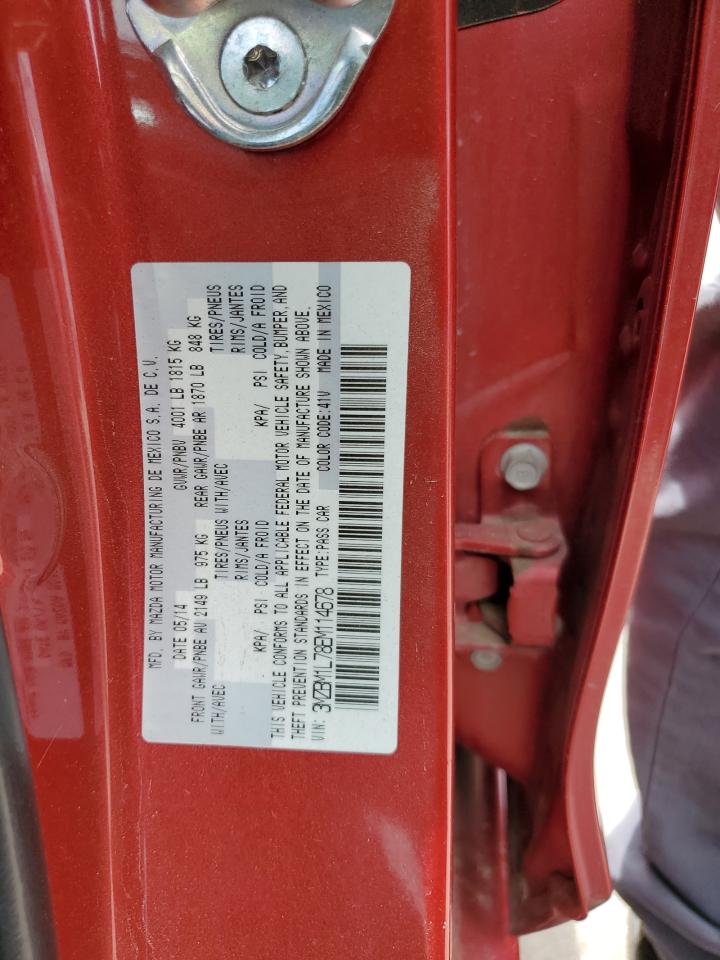 MFD. BY MAZDA MOTOR MANUFACTURING DE MEXICO S.A. DE C.V.
DATE 05/14 GVWR/PNBV 4001 LB 1815 KG
FRONT GAWR/PNBE AV 2149 LB 975 KG REAR GAWR/PNBE AR 1870 LB 848 KG
WITH/AVEC TIRES/PNEUS WITH/AVEC TIRES/PNEUS
RIMS/JANTES RIMS/JANTES
KPA/ PSI COLD/A FROID KPA/ PSI COLD/A FROID
THIS VEHICLE CONFORMS TO ALL APPLICABLE FEDERAL MOTOR VEHICLE SAFETY, BUMPER, AND
THEFT PREVENTION STANDARDS IN EFFECT ON THE DATE OF MANUFACTURE SHOWN ABOVE.
VIN: 3MZBM1L78EM114678 TYPE:PASS CAR COLOR CODE:41V MADE IN MEXICO